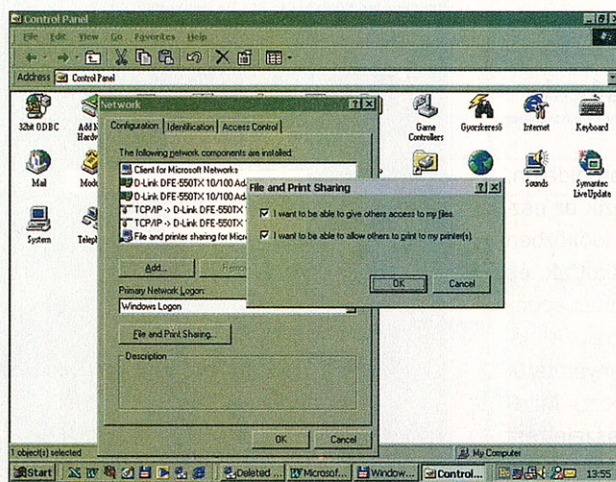 Control Panel
File Edit View Go Favorites Help
Address Control Panel
32bit ODBC
Game Controllers
Gyorskereső
Internet
Keyboard
Mail
Sounds
Symantec LiveUpdate
System
Network
Configuration Identification Access Control
The following network components are installed:
Client for Microsoft Networks
D-Link DFE-550TX 10/100
D-Link DFE-550TX 10/100
TCP/IP -> D-Link DFE-550TX
TCP/IP -> D-Link DFE-550TX
File and printer sharing for
Add...
Primary Network Logon:
Windows Logon
File and Print Sharing...
Description
OK Cancel
File and Print Sharing
I want to be able to give others access to my files.
I want to be able to allow others to print to my printer(s).
OK Cancel
1 object(s) selected
My Computer
Start
Deleted ...
Microsof...
Window...
Control...
13:55